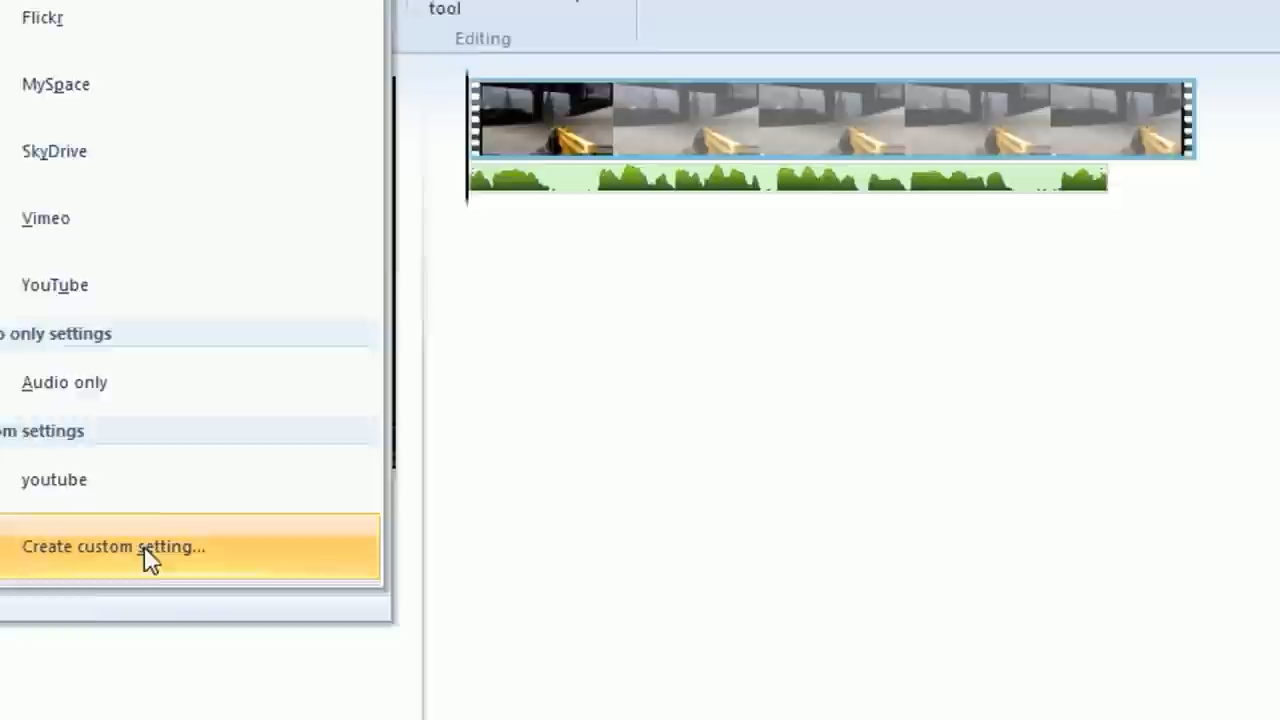 tool
Editing
Flickr
MySpace
SkyDrive
Vimeo
YouTube
only settings
Audio only
settings
youtube
Create custom setting...